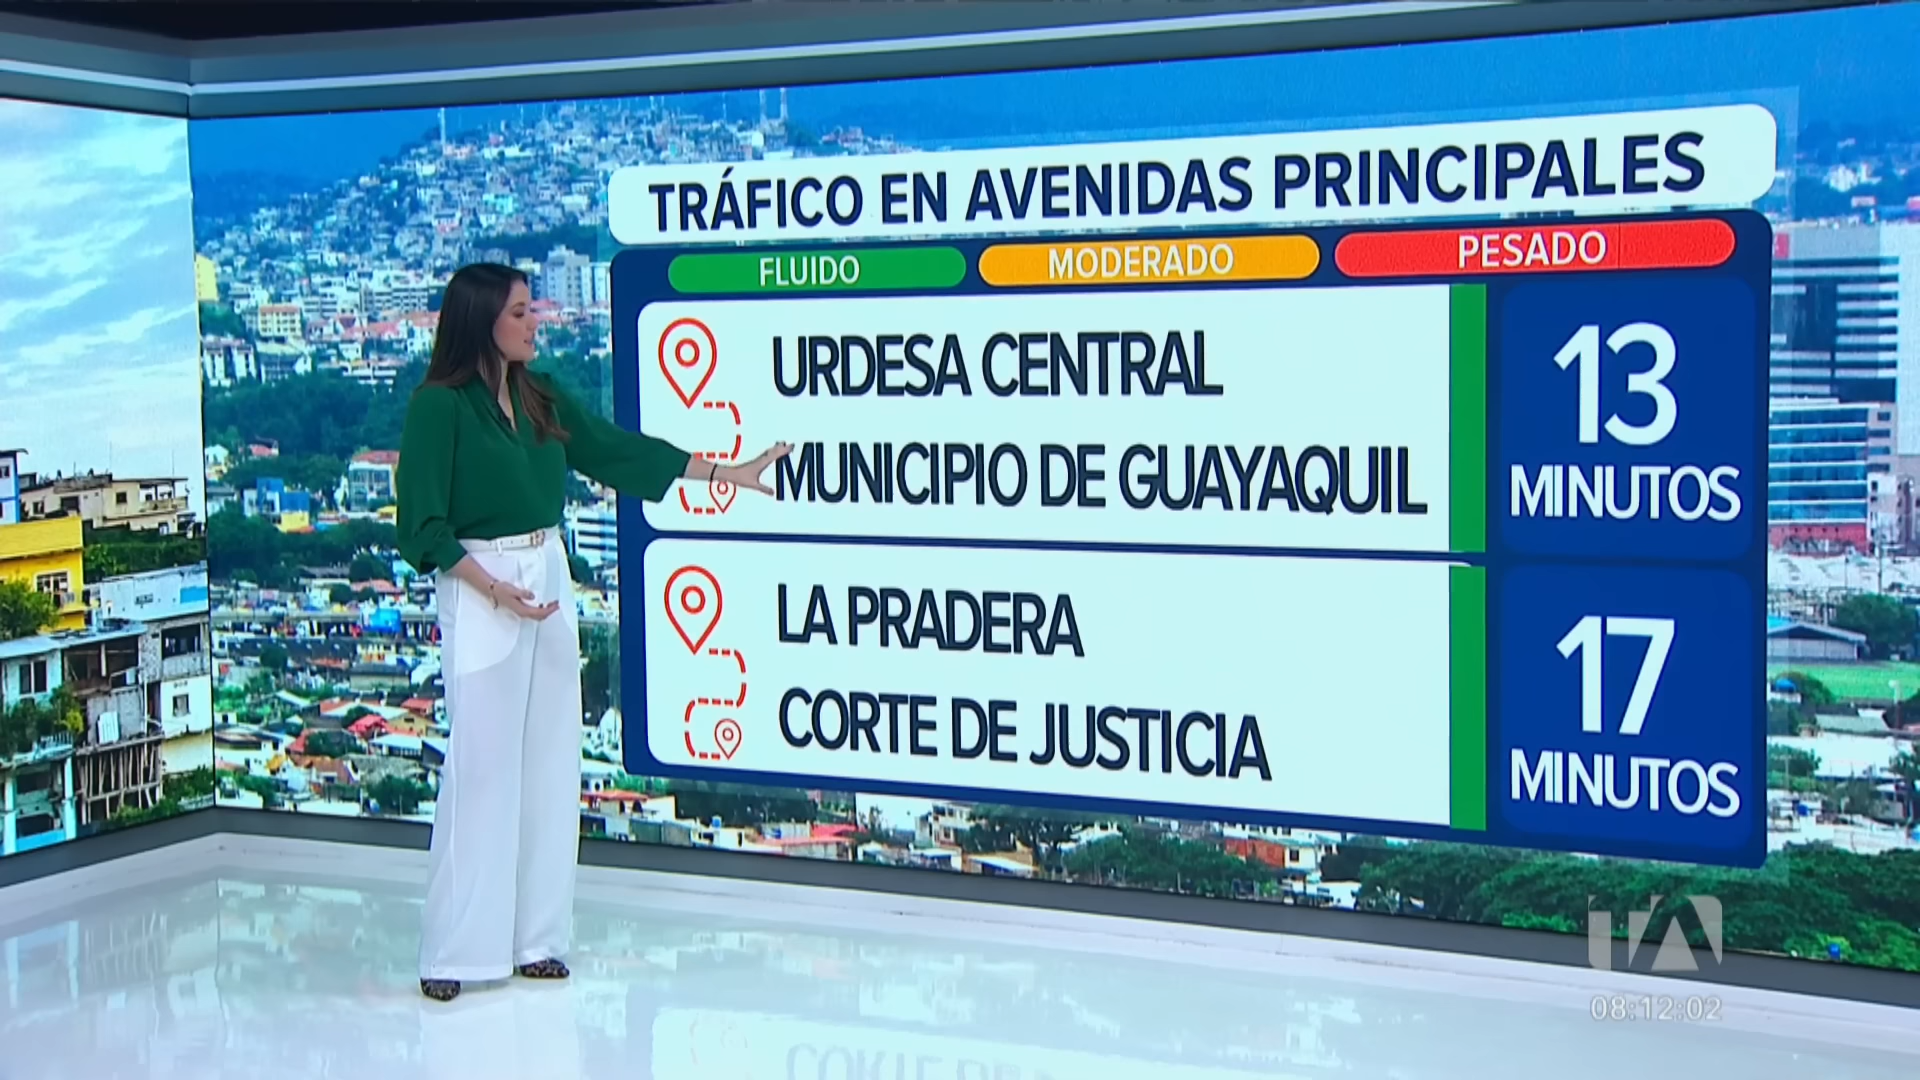 TRÁFICO EN AVENIDAS PRINCIPALES
FLUIDO
MODERADO
PESADO
URDESA CENTRAL
MUNICIPIO DE GUAYAQUIL
13
MINUTOS
LA PRADERA
CORTE DE JUSTICIA
17
MINUTOS
TA
08:12:02